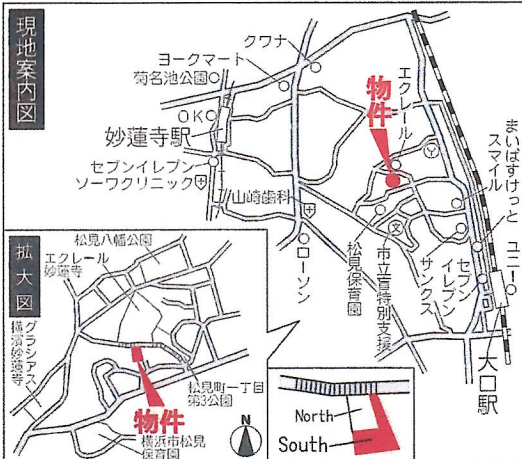 現地案内図
クワナ
ヨークマート
菊名池公園
OK
妙蓮寺駅
セブンイレブン
ソーワクリニック
山崎歯科
ローソン
物件
エクレール
松見保育園
市立盲特別支援
サンクス
セブンイレブン
スマイル
まいばすけっと
ユニー
大口駅
拡大図
松見八幡公園
エクレール
妙蓮寺
グラシアス
横濱妙蓮寺
松見町一丁目
第3公園
物件
横浜市松見
保育園
N
North
South